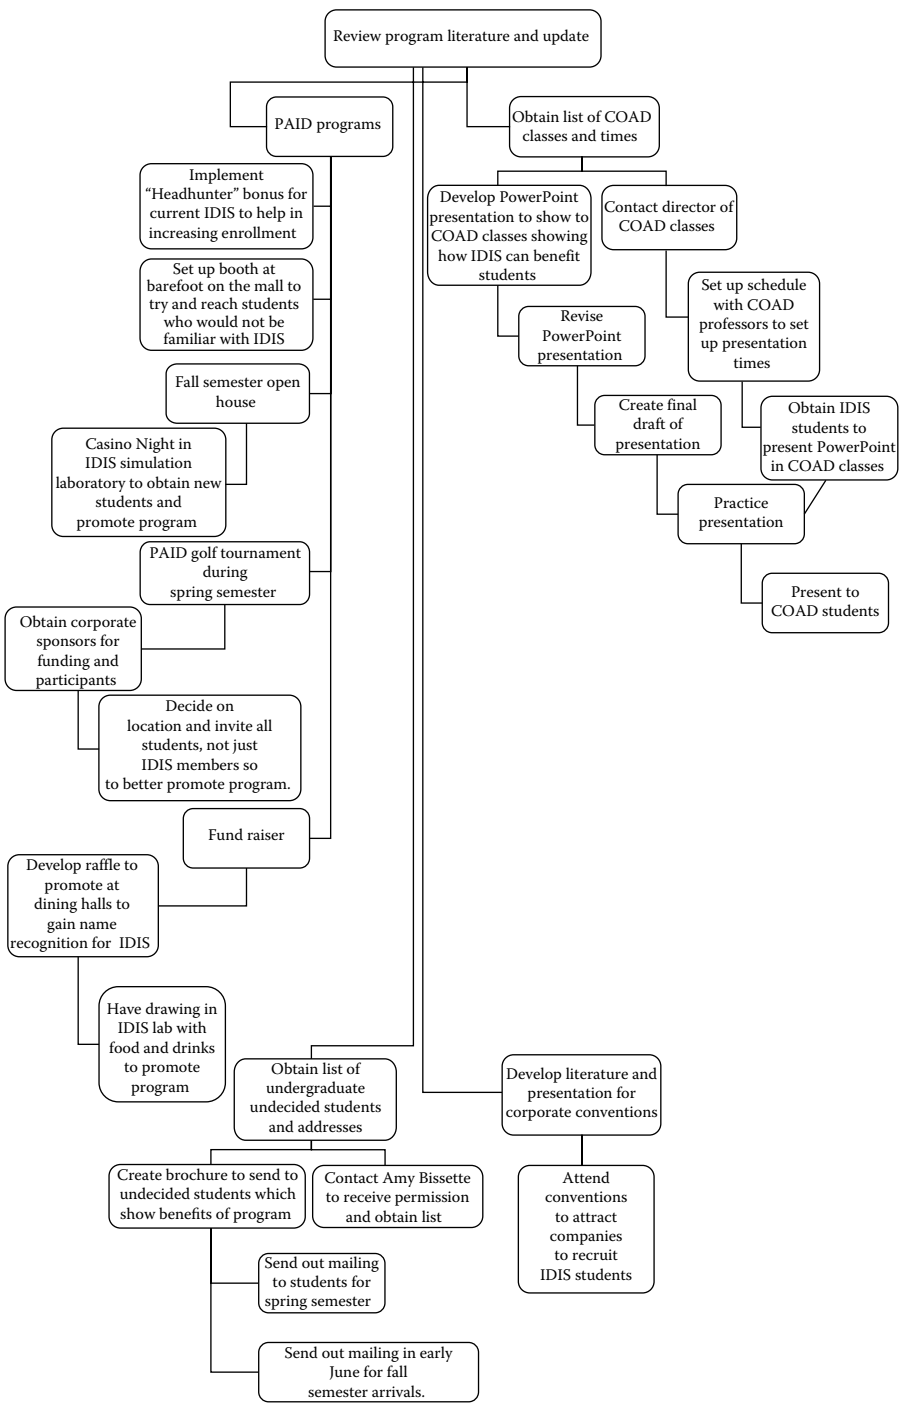 Review program literature and update
PAID programs
Obtain list of COAD
classes and times
Implement
“Headhunter” bonus for
current IDIS to help in
increasing enrollment
Set up booth at
barefoot on the mall to
try and reach students
who would not be
familiar with IDIS
Fall semester open
house
Casino Night in
IDIS simulation
laboratory to obtain new
students and
promote program
PAID golf tournament
during
spring semester
Obtain corporate
sponsors for
funding and
participants
Decide on
location and invite all
students, not just
IDIS members so
to better promote program.
Fund raiser
Develop raffle to
promote at
dining halls to
gain name
recognition for IDIS
Have drawing in
IDIS lab with
food and drinks
to promote
program
Develop PowerPoint
presentation to show to
COAD classes showing
how IDIS can benefit
students
Contact director of
COAD classes
Revise
PowerPoint
presentation
Set up schedule
with COAD
professors to set
up presentation
times
Create final
draft of
presentation
Obtain IDIS
students to
present PowerPoint
in COAD classes
Practice
presentation
Present to
COAD students
Obtain list of
undergraduate
undecided students
and addresses
Create brochure to send to
undecided students which
show benefits of program
Contact Amy Bissette
to receive permission
and obtain list
Send out mailing
to students for
spring semester
Send out mailing in early
June for fall
semester arrivals.
Develop literature and
presentation for
corporate conventions
Attend
conventions
to attract
companies
to recruit
IDIS students